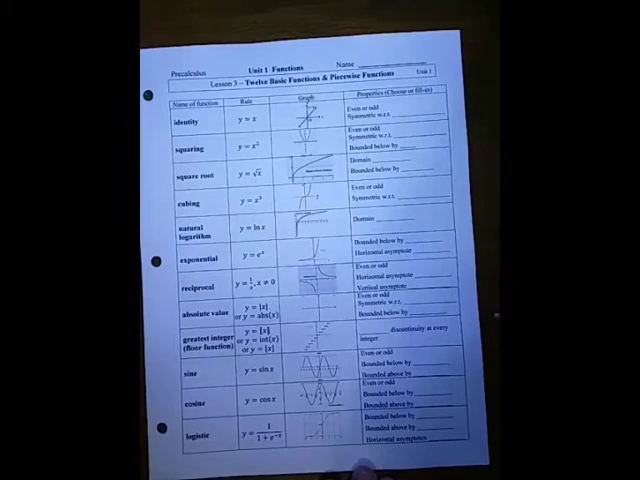 Precalculus Unit 1 Functions Name
Lesson 3 – Twelve Basic Functions & Piecewise Functions Unit 1
Name of function Rule Graph Properties (Choose or fill-in)
identity y = x Even or odd
Symmetric w.r.t.
squaring y = x² Even or odd
Symmetric w.r.t.
Bounded below by
square root y = √x Domain
Bounded below by
cubing y = x³ Even or odd
Symmetric w.r.t.
natural
logarithm y = ln x Domain
exponential y = eˣ Bounded below by
Horizontal asymptote
reciprocal y = 1/x, x ≠ 0 Even or odd
Horizontal asymptote
Vertical asymptote
absolute value y = |x|
or y = abs(x) Even or odd
Symmetric w.r.t.
Bounded below by
greatest integer
(floor function) y = [x]
or y = int(x)
or y = ⌊x⌋ discontinuity at every
integer
sine y = sin x Even or odd
Bounded below by
Bounded above by
cosine y = cos x Even or odd
Bounded below by
Bounded above by
logistic y = 1/(1 + e⁻ˣ) Bounded below by
Bounded above by
Horizontal asymptotes